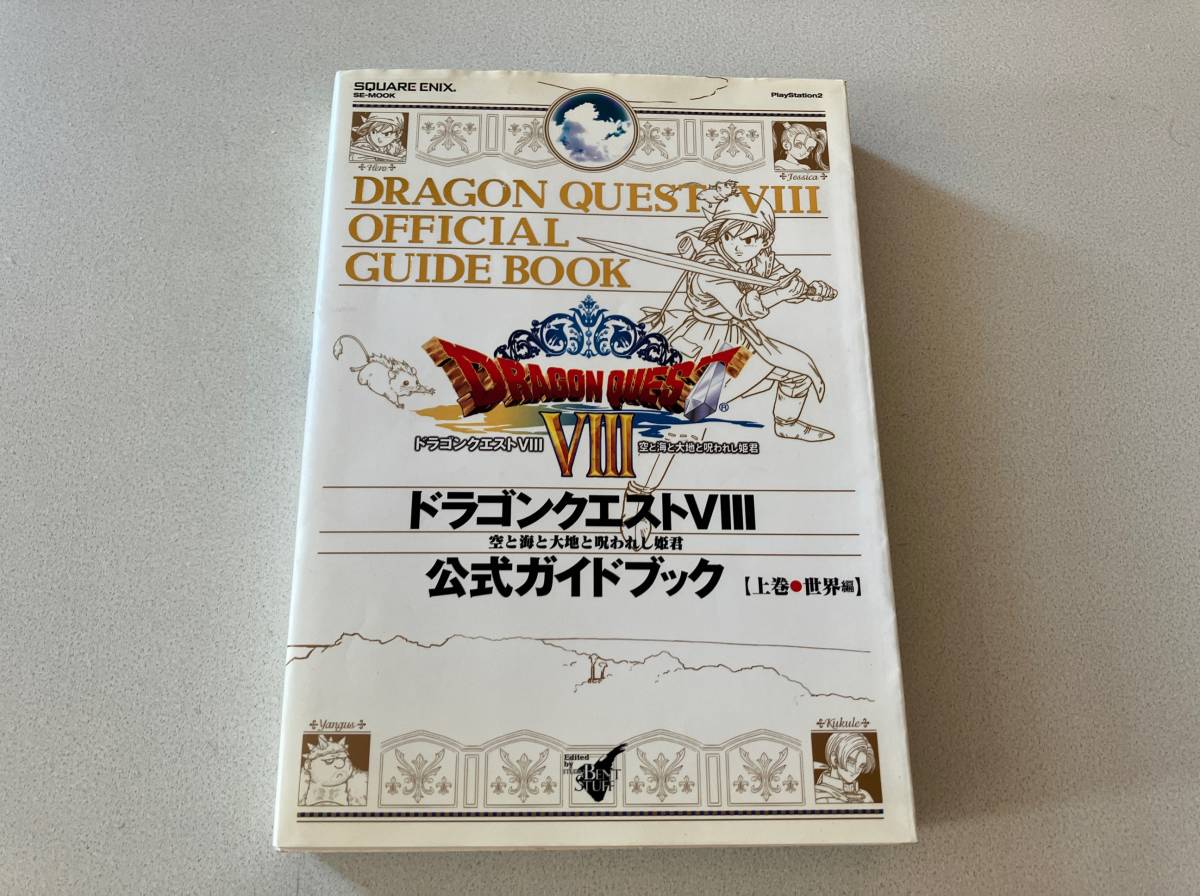 SQUARE ENIX.
SE-MOOK
PlayStation2
Hero
Jessica
DRAGON QUEST VIII
OFFICIAL
GUIDE BOOK
DRAGON QUEST
®
VIII
ドラゴンクエストVIII
空と海と大地と呪われし姫君
ドラゴンクエストVIII
空と海と大地と呪われし姫君
公式ガイドブック
【上巻●世界編】
Yangus
Kukule
Edited
by
STUDIO
BENT
STUFF